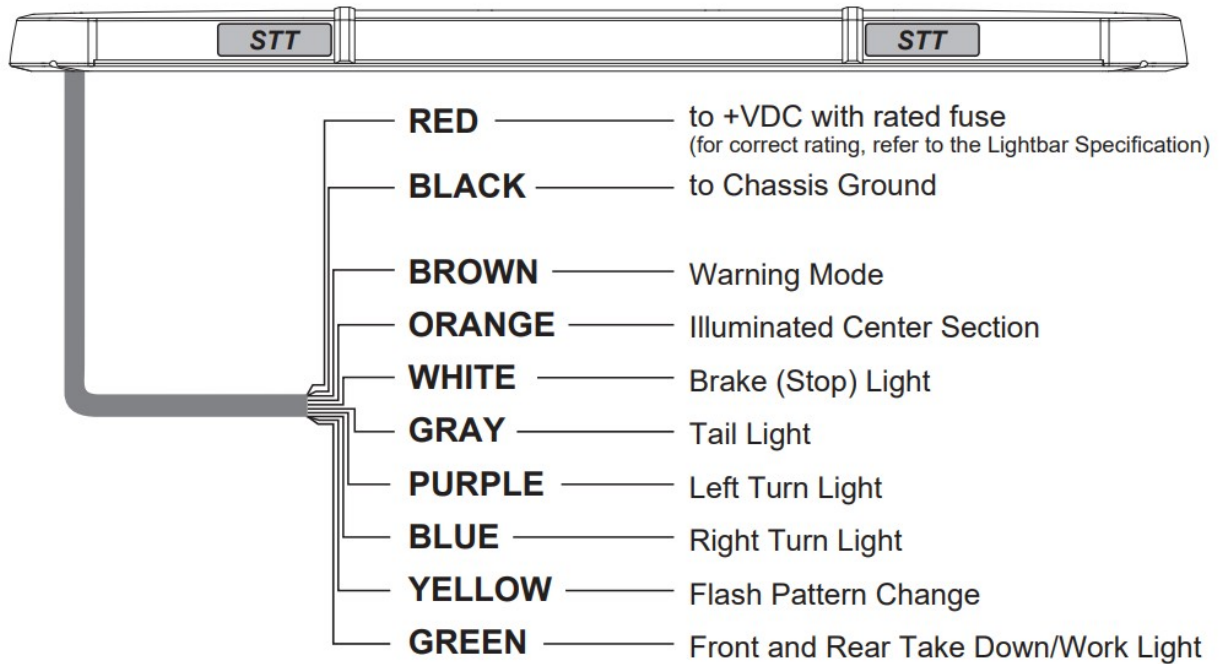 STT STT
RED to +VDC with rated fuse
(for correct rating, refer to the Lightbar Specification)
BLACK to Chassis Ground
BROWN Warning Mode
ORANGE Illuminated Center Section
WHITE Brake (Stop) Light
GRAY Tail Light
PURPLE Left Turn Light
BLUE Right Turn Light
YELLOW Flash Pattern Change
GREEN Front and Rear Take Down/Work Light